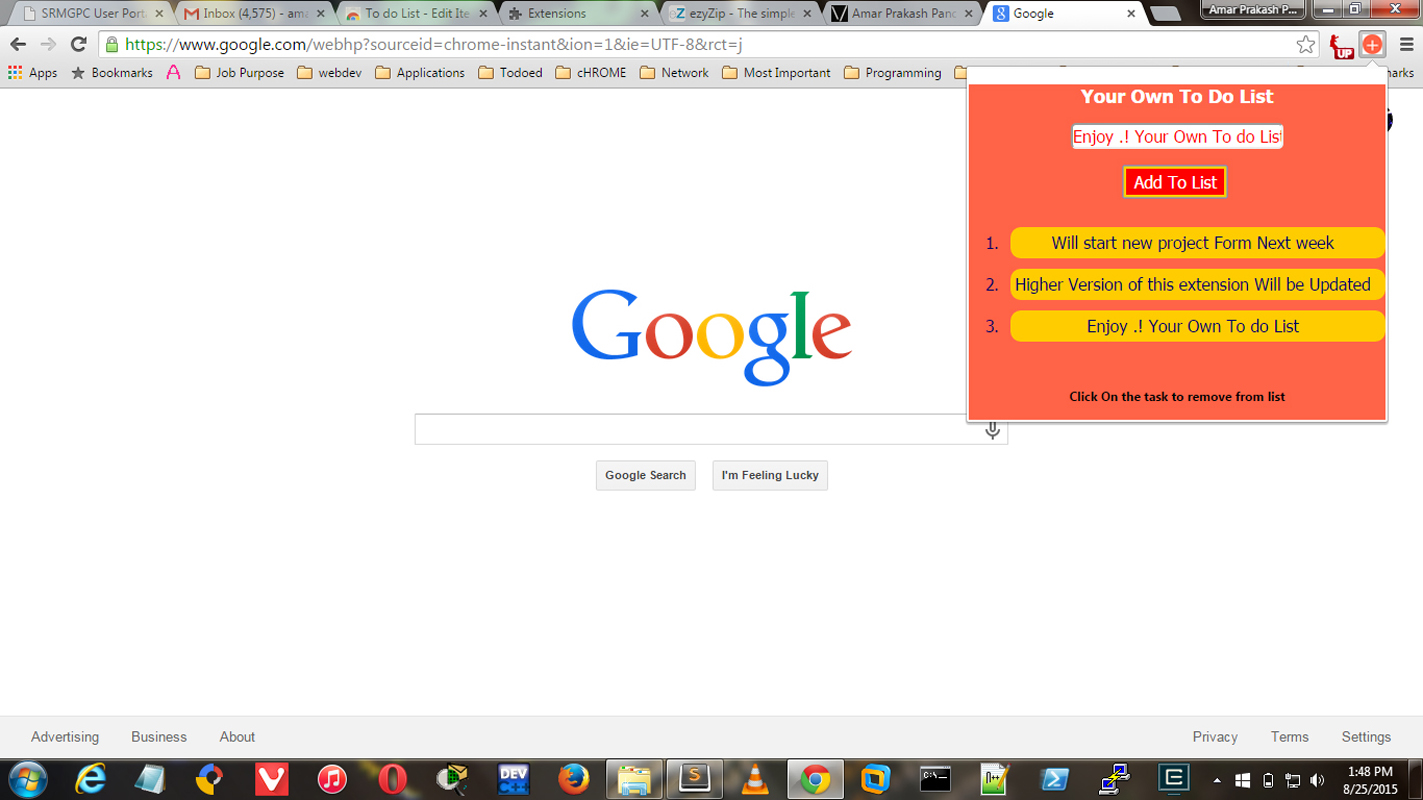 SRMGPC User Port
Inbox (4,575) - ama
To do List - Edit Ite
Extensions
ezyZip - The simple
Amar Prakash Pand
Google
Amar Prakash P...
https://www.google.com/webhp?sourceid=chrome-instant&ion=1&ie=UTF-8&rct=j
UP
Apps
Bookmarks
Job Purpose
webdev
Applications
Todoed
cHROME
Network
Most Important
Programming
marks
Your Own To Do List
Enjoy .! Your Own To do Lis
Add To List
1. Will start new project Form Next week
2. Higher Version of this extension Will be Updated
3. Enjoy .! Your Own To do List
Click On the task to remove from list
Google
Google Search
I'm Feeling Lucky
Advertising
Business
About
Privacy
Terms
Settings
DEV
C++
1:48 PM
8/25/2015